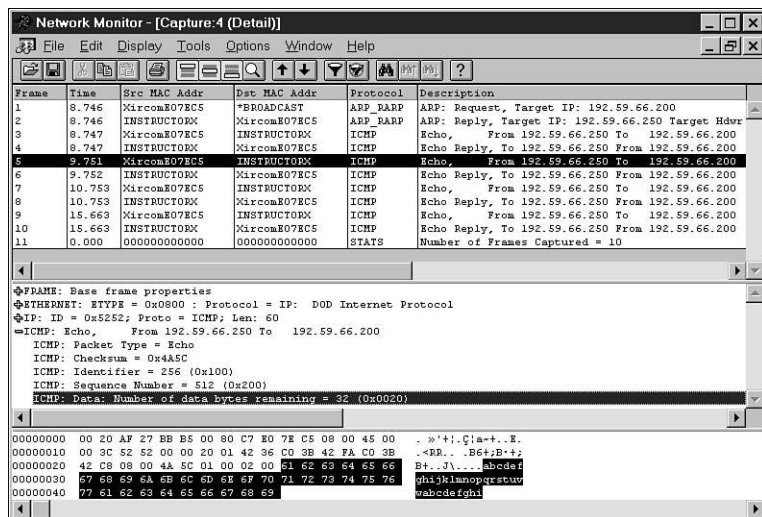 Network Monitor - [Capture:4 (Detail)]
File Edit Display Tools Options Window Help
Frame Time Src MAC Addr Dst MAC Addr Protocol Description
1 8.746 XircomE07EC5 *BROADCAST ARP_RARP ARP: Request, Target IP: 192.59.66.200
2 8.746 INSTRUCTORX XircomE07EC5 ARP_RARP ARP: Reply, Target IP: 192.59.66.250 Target Hdwr
3 8.747 XircomE07EC5 INSTRUCTORX ICMP Echo, From 192.59.66.250 To 192.59.66.200
4 8.747 INSTRUCTORX XircomE07EC5 ICMP Echo Reply, To 192.59.66.250 From 192.59.66.200
5 9.751 XircomE07EC5 INSTRUCTORX ICMP Echo, From 192.59.66.250 To 192.59.66.200
6 9.752 INSTRUCTORX XircomE07EC5 ICMP Echo Reply, To 192.59.66.250 From 192.59.66.200
7 10.753 XircomE07EC5 INSTRUCTORX ICMP Echo, From 192.59.66.250 To 192.59.66.200
8 10.753 INSTRUCTORX XircomE07EC5 ICMP Echo Reply, To 192.59.66.250 From 192.59.66.200
9 15.663 XircomE07EC5 INSTRUCTORX ICMP Echo, From 192.59.66.250 To 192.59.66.200
10 15.663 INSTRUCTORX XircomE07EC5 ICMP Echo Reply, To 192.59.66.250 From 192.59.66.200
11 0.000 000000000000 000000000000 STATS Number of Frames Captured = 10
FRAME: Base frame properties
ETHERNET: ETYPE = 0x0800 : Protocol = IP: DOD Internet Protocol
IP: ID = 0x5252; Proto = ICMP; Len: 60
ICMP: Echo, From 192.59.66.250 To 192.59.66.200
ICMP: Packet Type = Echo
ICMP: Checksum = 0x4A5C
ICMP: Identifier = 256 (0x100)
ICMP: Sequence Number = 512 (0x200)
ICMP: Data: Number of data bytes remaining = 32 (0x0020)
00000000 00 20 AF 27 BB B5 00 80 C7 E0 7E C5 08 00 45 00 . »'+¦.Ç¦a~+..E.
00000010 00 3C 52 52 00 00 20 01 42 36 C0 3B 42 FA C0 3B .<RR.. .B6+;B·+;
00000020 42 C8 08 00 4A 5C 01 00 02 00 61 62 63 64 65 66 B+..J\....abcdef
00000030 67 68 69 6A 6B 6C 6D 6E 6F 70 71 72 73 74 75 76 ghijklmnopqrstuv
00000040 77 61 62 63 64 65 66 67 68 69 wabcdefghi